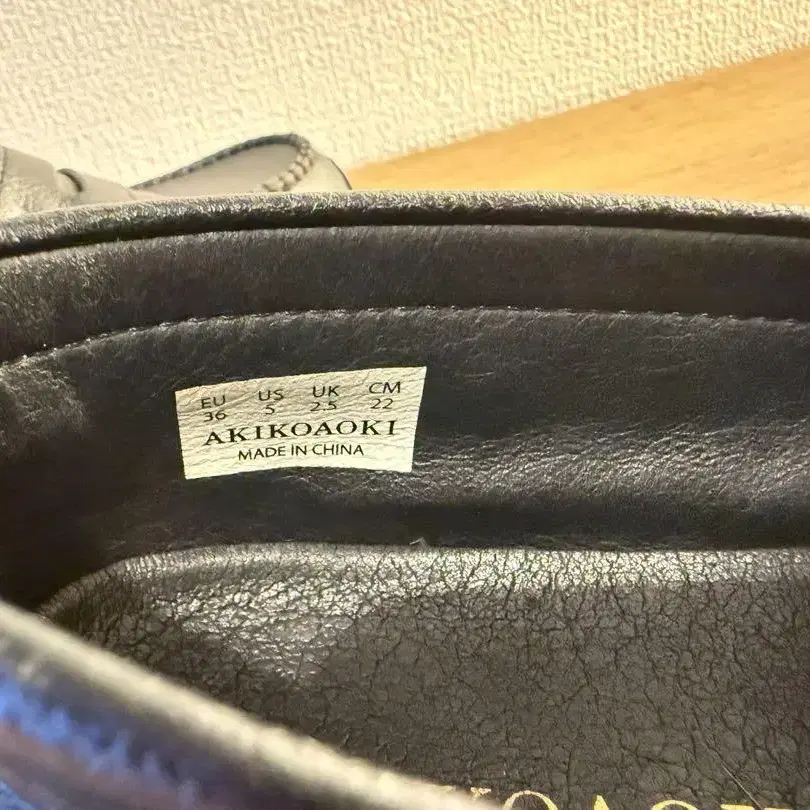 EU US UK CM
36 5 2.5 22
AKIKOAOKI
MADE IN CHINA